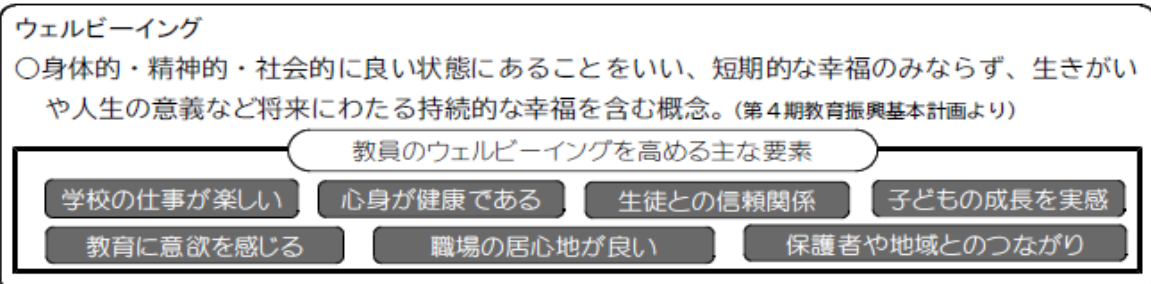 ウェルビーイング
○身体的・精神的・社会的に良い状態にあることをいい、短期的な幸福のみならず、生きがい
や人生の意義など将来にわたる持続的な幸福を含む概念。(第4期教育振興基本計画より)
教員のウェルビーイングを高める主な要素
学校の仕事が楽しい 心身が健康である 生徒との信頼関係 子どもの成長を実感
教育に意欲を感じる 職場の居心地が良い 保護者や地域とのつながり